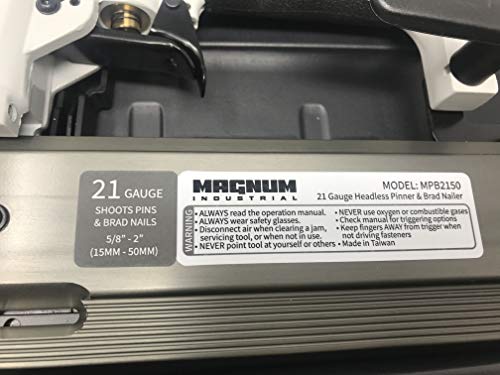 21 GAUGE
SHOOTS PINS
& BRAD NAILS
5/8" - 2"
(15MM - 50MM)
MAGNUM
INDUSTRIAL
MODEL: MPB2150
21 Gauge Headless Pinner & Brad Nailer
WARNING
• ALWAYS read the operation manual.
• ALWAYS wear safety glasses.
• Disconnect air when clearing a jam,
servicing tool, or when not in use.
• NEVER point tool at yourself or others
• NEVER use oxygen or combustible gases
• Check manual for triggering options
• Keep fingers AWAY from trigger when
not driving fasteners
• Made in Taiwan